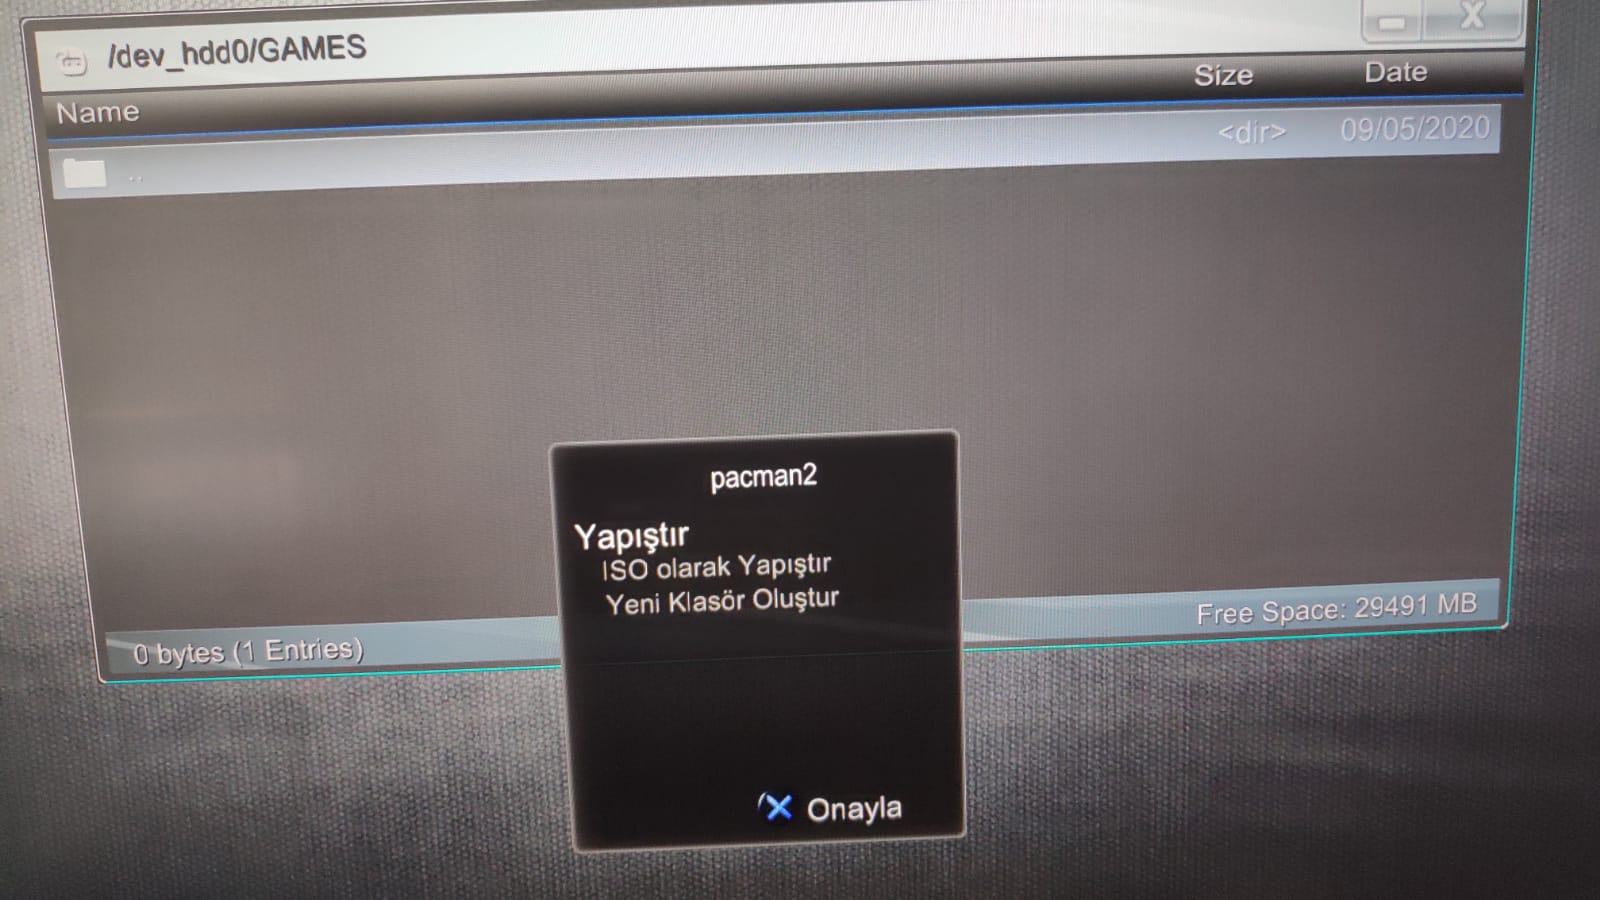 /dev_hdd0/GAMES
X
Name Size Date
.. <dir> 09/05/2020
pacman2
Yapıştır
ISO olarak Yapıştır
Yeni Klasör Oluştur
Onayla
0 bytes (1 Entries) Free Space: 29491 MB